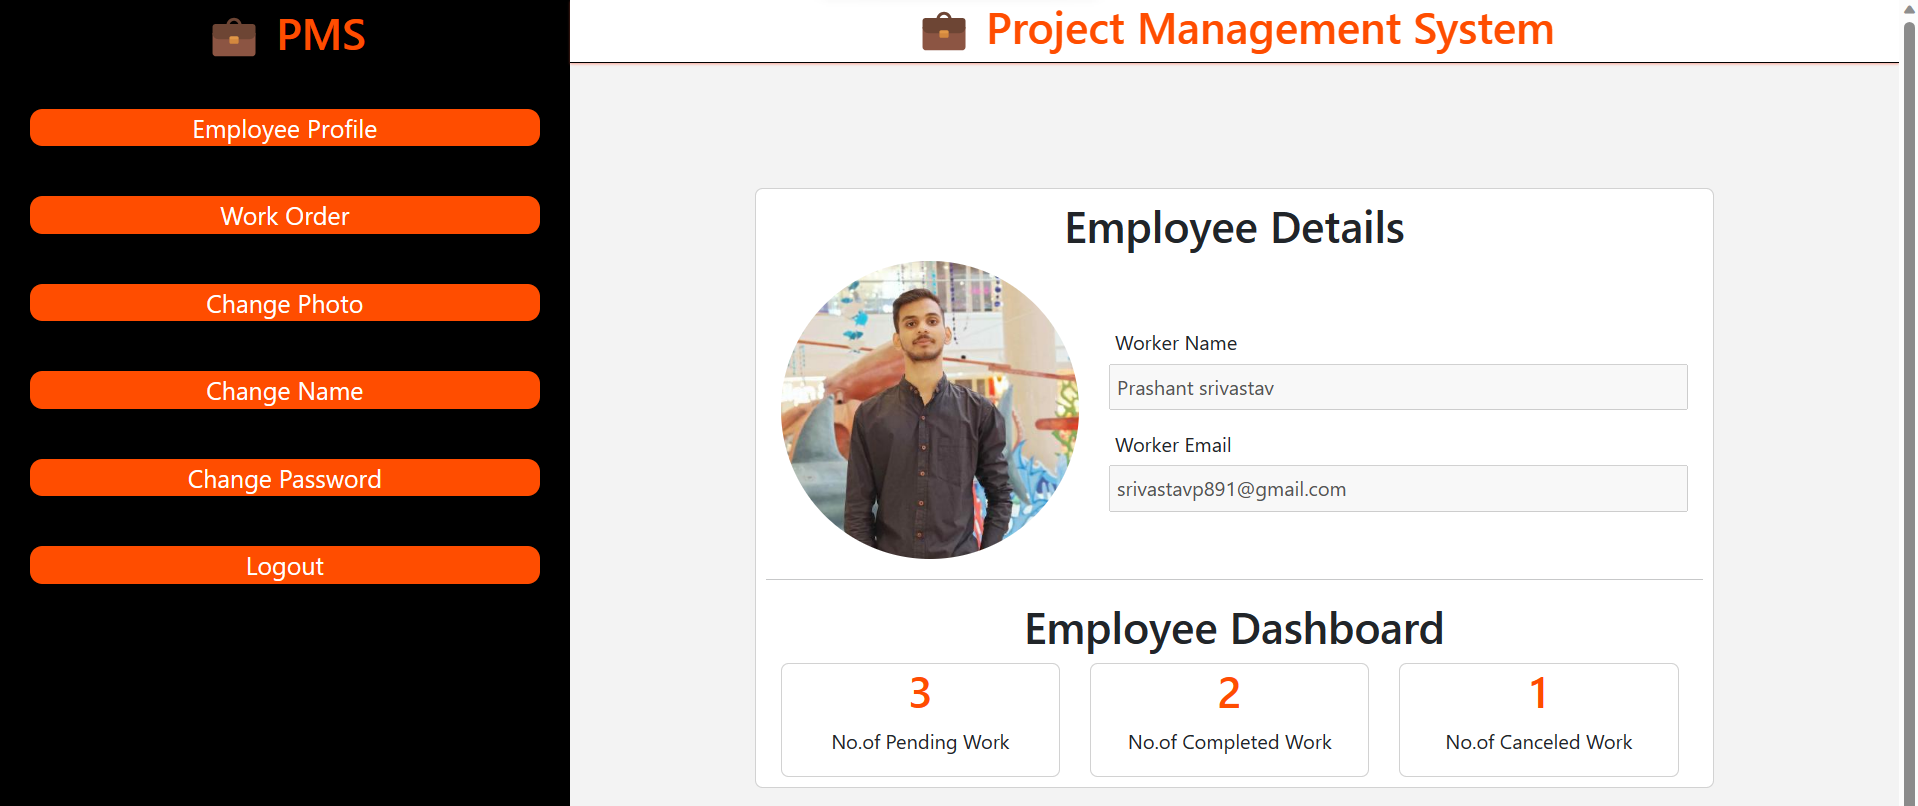 PMS
Employee Profile
Work Order
Change Photo
Change Name
Change Password
Logout
Project Management System
Employee Details
Worker Name
Prashant srivastav
Worker Email
srivastavp891@gmail.com
Employee Dashboard
3
No.of Pending Work
2
No.of Completed Work
1
No.of Canceled Work